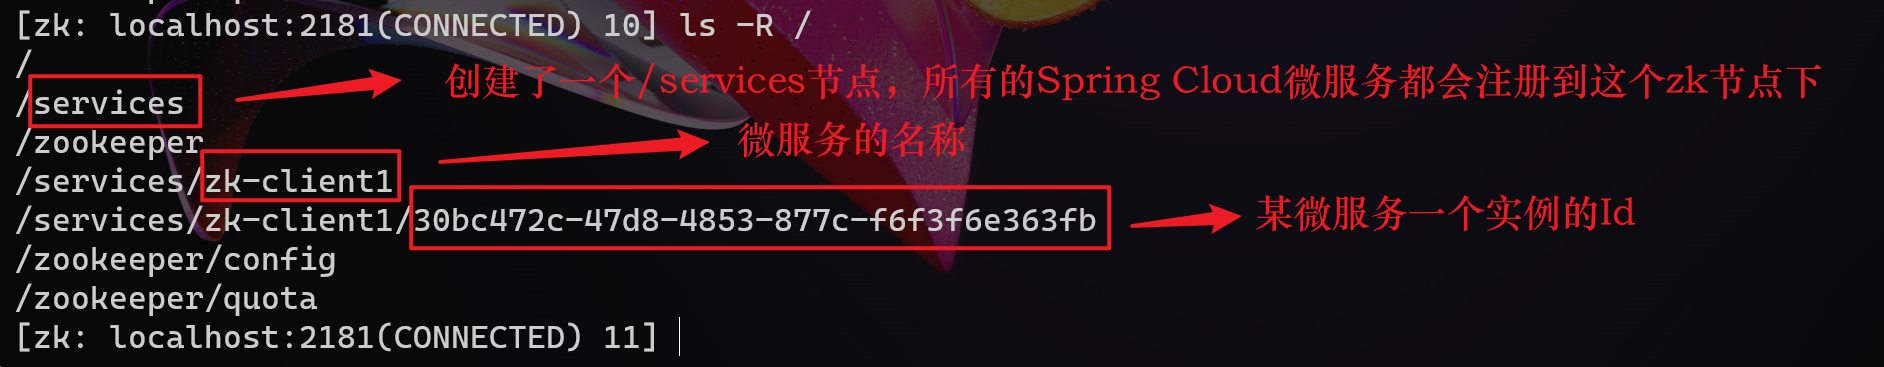 [zk: localhost:2181(CONNECTED) 10] ls -R /
/
/services 创建了一个/services节点，所有的Spring Cloud微服务都会注册到这个zk节点下
/zookeeper 微服务的名称
/services/zk-client1
/services/zk-client1/30bc472c-47d8-4853-877c-f6f3f6e363fb 某微服务一个实例的Id
/zookeeper/config
/zookeeper/quota
[zk: localhost:2181(CONNECTED) 11]